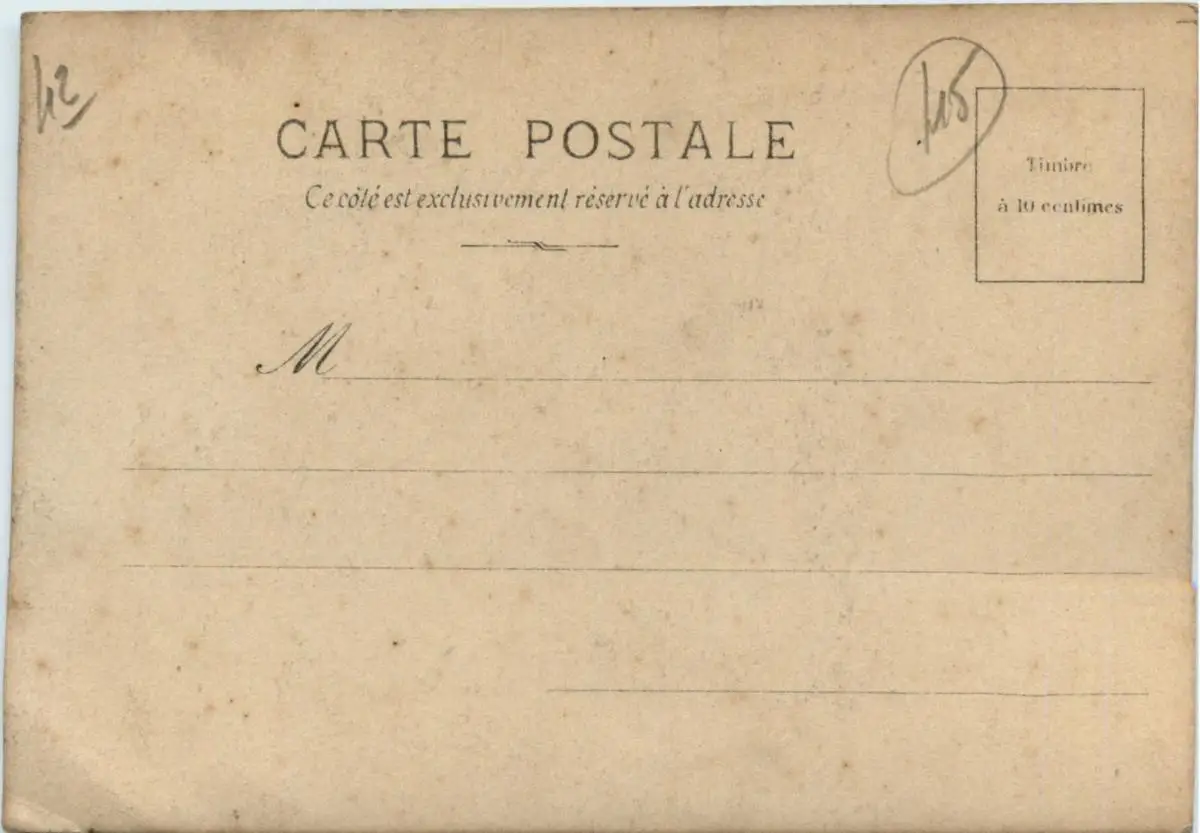 42
CARTE POSTALE
Ce côté est exclusivement réservé à l'adresse
Timbre
à 10 centimes
M